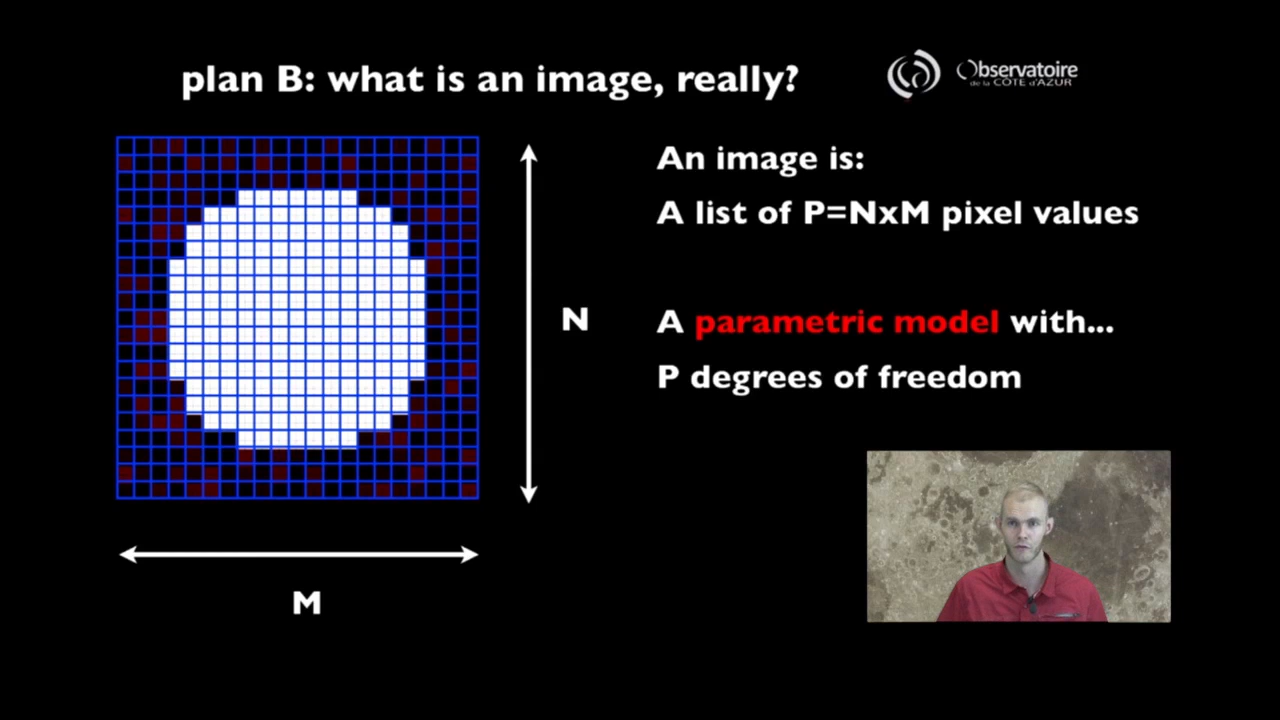 plan B: what is an image, really?
Observatoire
de la CÔTE d'AZUR
An image is:
A list of P=NxM pixel values
N
A parametric model with...
P degrees of freedom
M